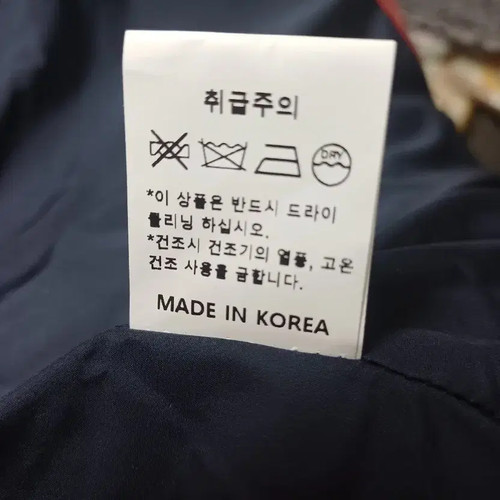 취급주의
DRY
*이 상품은 반드시 드라이
클리닝 하십시오.
*건조시 건조기의 열풍, 고온
건조 사용을 금합니다.
MADE IN KOREA